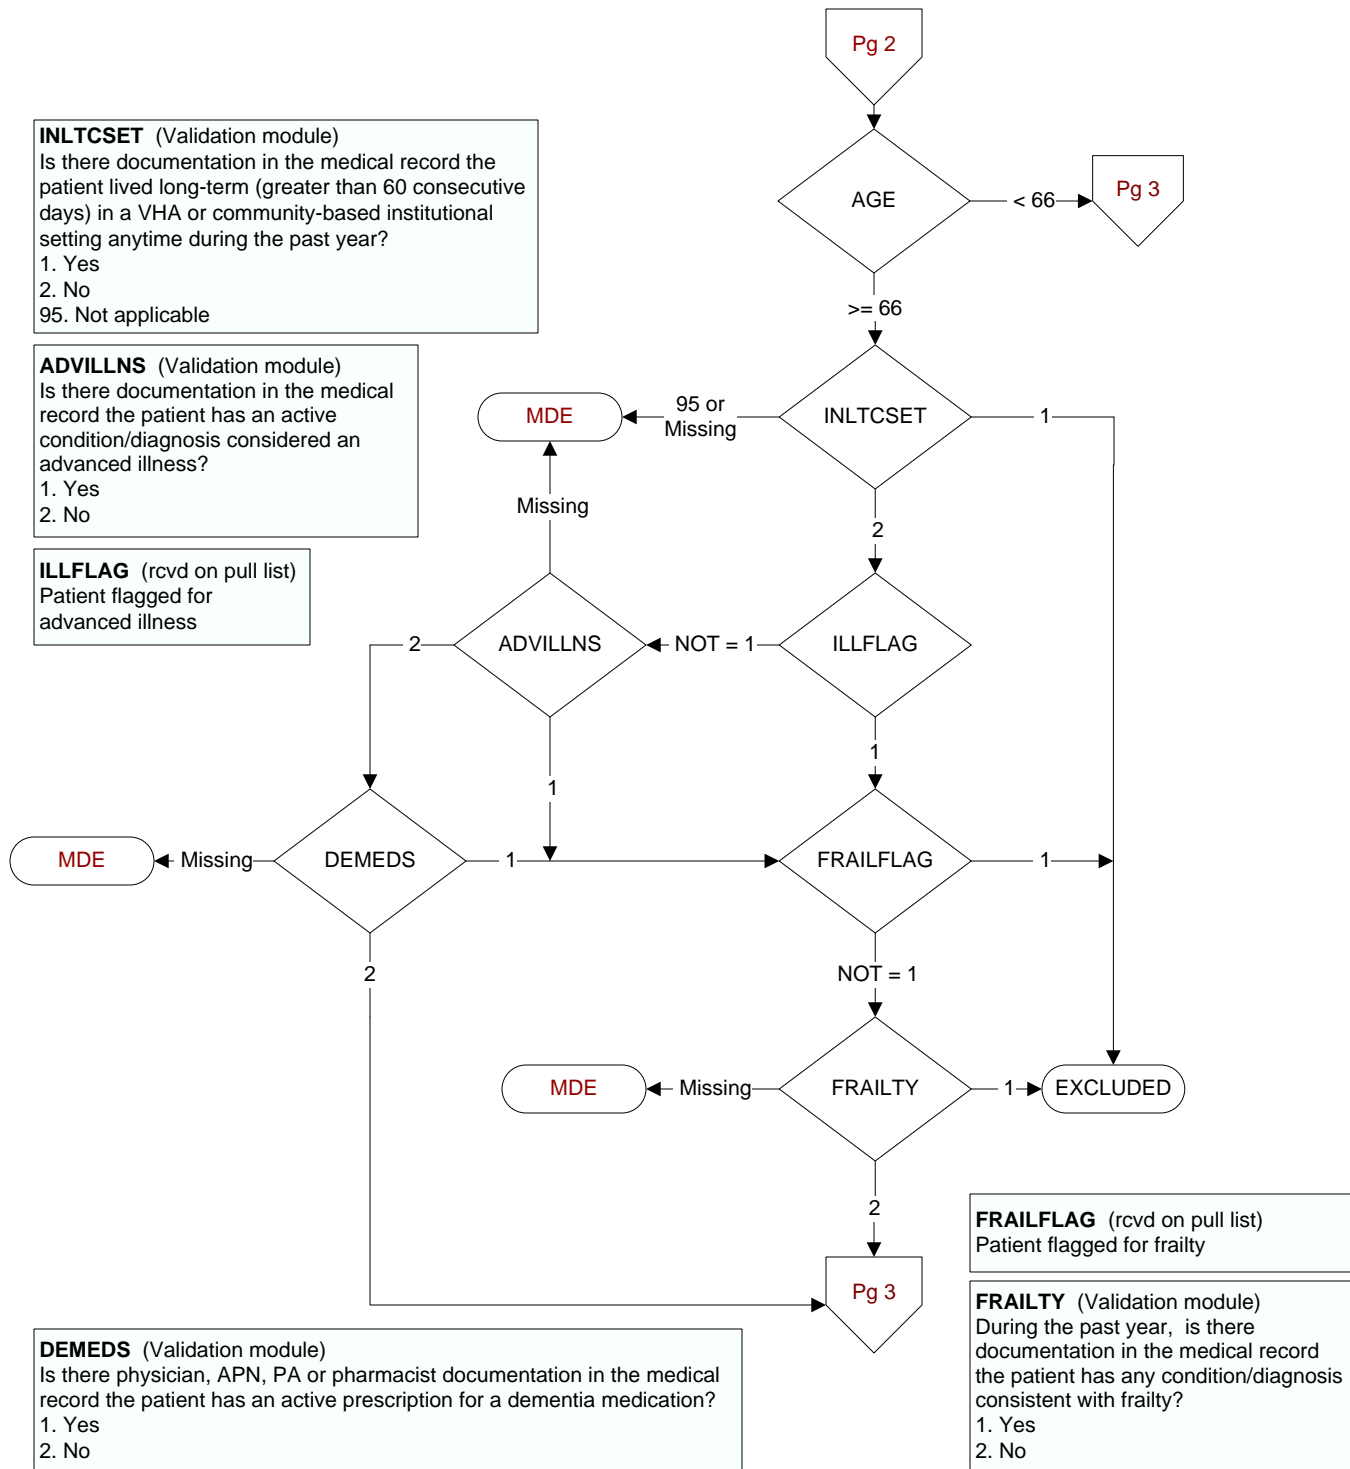 Pg 2
INLTCSET (Validation module)
Is there documentation in the medical record the
patient lived long-term (greater than 60 consecutive
days) in a VHA or community-based institutional
setting anytime during the past year?
1. Yes
2. No
95. Not applicable
AGE
< 66
Pg 3
>= 66
ADVILLNS (Validation module)
Is there documentation in the medical
record the patient has an active
condition/diagnosis considered an
advanced illness?
1. Yes
2. No
MDE
95 or
Missing
INLTCSET
1
Missing
2
ILLFLAG (rcvd on pull list)
Patient flagged for
advanced illness
2
ADVILLNS
NOT = 1
ILLFLAG
1
1
MDE
Missing
DEMEDS
1
FRAILFLAG
1
2
NOT = 1
MDE
Missing
FRAILTY
1
EXCLUDED
2
FRAILFLAG (rcvd on pull list)
Patient flagged for frailty
Pg 3
FRAILTY (Validation module)
During the past year, is there
documentation in the medical record
the patient has any condition/diagnosis
consistent with frailty?
1. Yes
2. No
DEMEDS (Validation module)
Is there physician, APN, PA or pharmacist documentation in the medical
record the patient has an active prescription for a dementia medication?
1. Yes
2. No